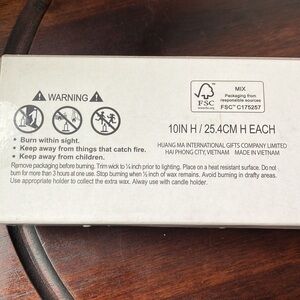 WARNING
• Burn within sight.
• Keep away from things that catch fire.
• Keep away from children.
FSC
MIX
Packaging from
responsible sources
FSC™ C175257
10IN H / 25.4CM H EACH
HUANG MA INTERNATIONAL GIFTS COMPANY LIMITED
HAI PHONG CITY, VIETNAM MADE IN VIETNAM
Remove packaging before burning. Trim wick to ¼ inch prior to lighting. Place on a heat resistant surface. Do not
burn for more than 3 hours at one use. Stop burning when ½ inch of wax remains. Avoid burning in drafty areas.
Use appropriate holder to collect the extra wax. Alway use with candle holder.